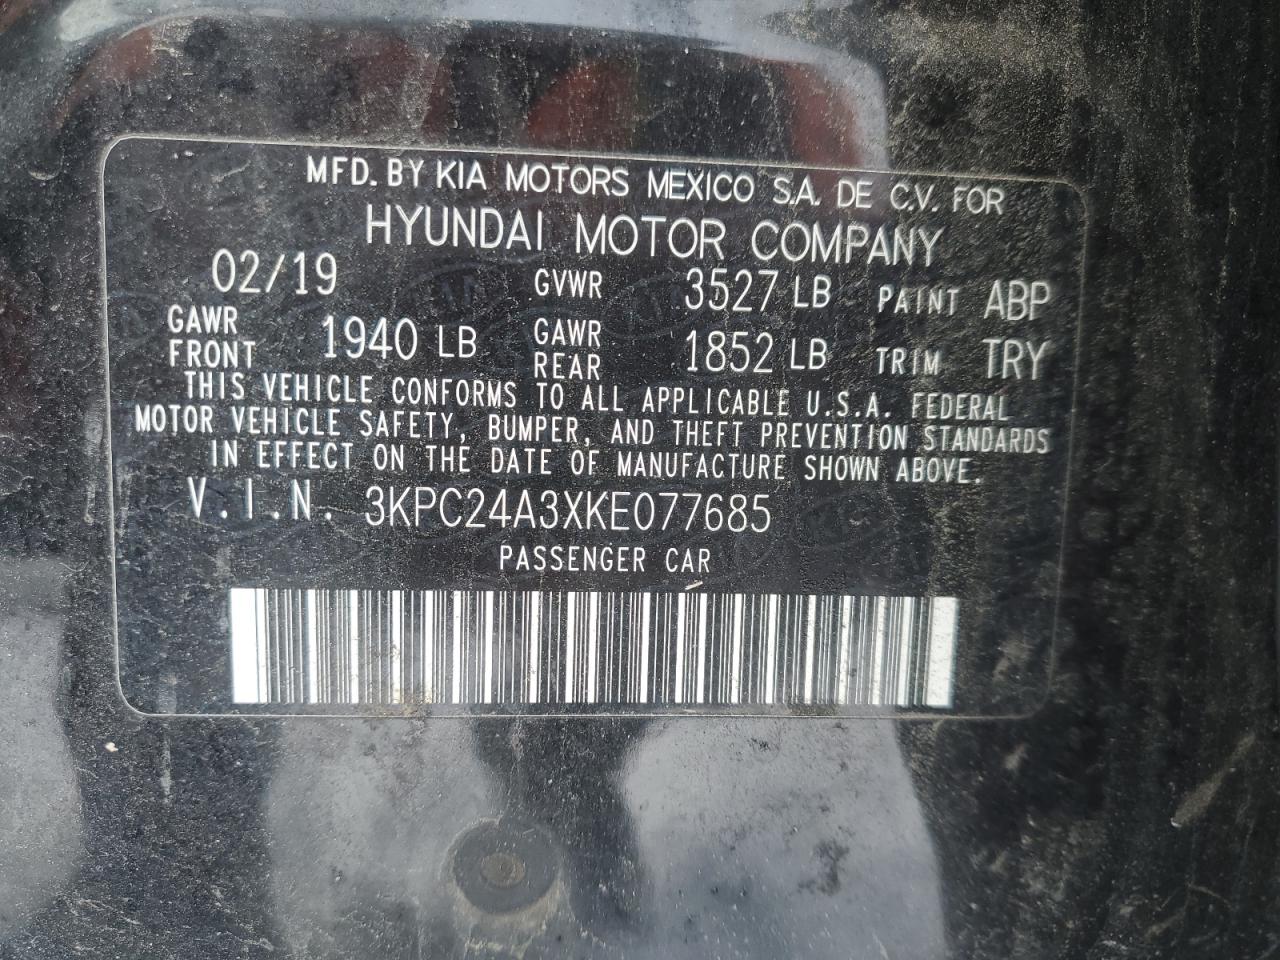 MFD. BY KIA MOTORS MEXICO S.A. DE C.V. FOR
HYUNDAI MOTOR COMPANY
02/19 GVWR 3527 LB PAINT ABP
GAWR FRONT 1940 LB GAWR REAR 1852 LB TRIM TRY
THIS VEHICLE CONFORMS TO ALL APPLICABLE U.S.A. FEDERAL
MOTOR VEHICLE SAFETY, BUMPER, AND THEFT PREVENTION STANDARDS
IN EFFECT ON THE DATE OF MANUFACTURE SHOWN ABOVE.
V.I.N. 3KPC24A3XKE077685
PASSENGER CAR